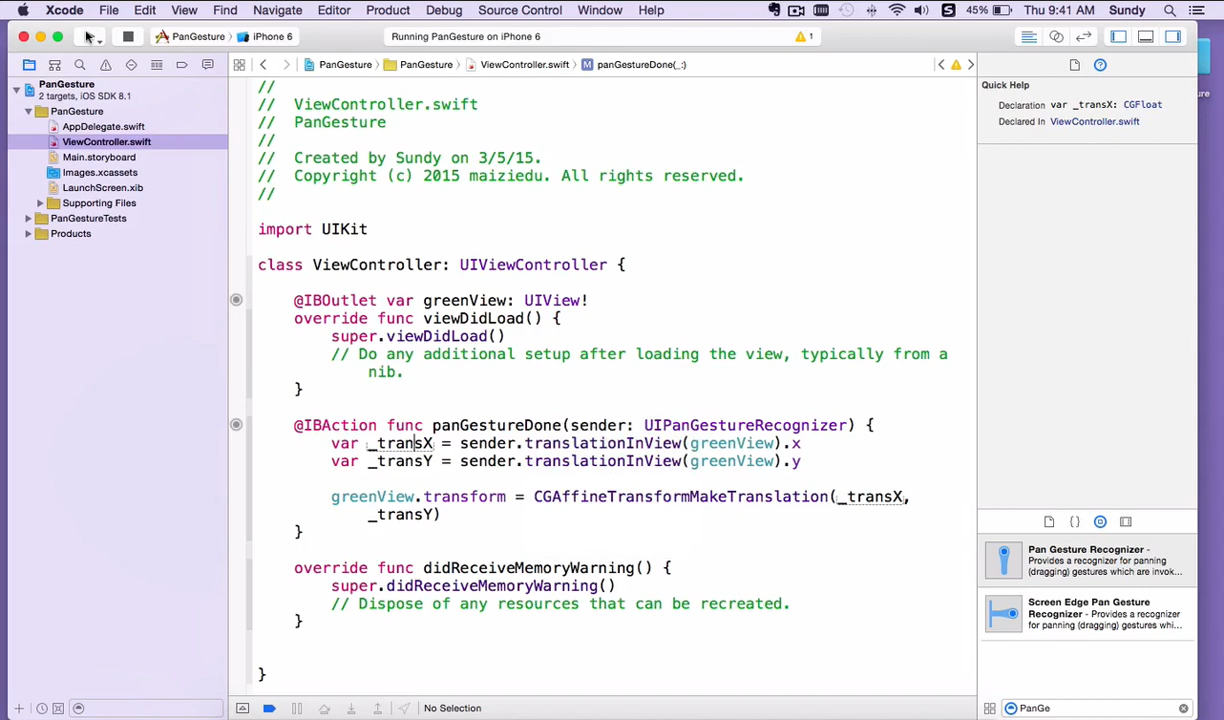 Xcode File Edit View Find Navigate Editor Product Debug Source Control Window Help 45% Thu 9:41 AM Sundy
PanGesture iPhone 6 Running PanGesture on iPhone 6 1
PanGesture PanGesture ViewController.swift M panGestureDone(_:)
PanGesture
2 targets, iOS SDK 8.1
PanGesture
AppDelegate.swift
ViewController.swift
Main.storyboard
Images.xcassets
LaunchScreen.xib
Supporting Files
PanGestureTests
Products
//
// ViewController.swift
// PanGesture
//
// Created by Sundy on 3/5/15.
// Copyright (c) 2015 maiziedu. All rights reserved.
//
import UIKit
class ViewController: UIViewController {
@IBOutlet var greenView: UIView!
override func viewDidLoad() {
super.viewDidLoad()
// Do any additional setup after loading the view, typically from a
nib.
}
@IBAction func panGestureDone(sender: UIPanGestureRecognizer) {
var _transX = sender.translationInView(greenView).x
var _transY = sender.translationInView(greenView).y
greenView.transform = CGAffineTransformMakeTranslation(_transX,
_transY)
}
override func didReceiveMemoryWarning() {
super.didReceiveMemoryWarning()
// Dispose of any resources that can be recreated.
}
}
No Selection
Quick Help
Declaration var _transX: CGFloat
Declared In ViewController.swift
{ }
Pan Gesture Recognizer -
Provides a recognizer for panning
(dragging) gestures which are invok...
Screen Edge Pan Gesture
Recognizer - Provides a recognizer
for panning (dragging) gestures whi...
PanGe